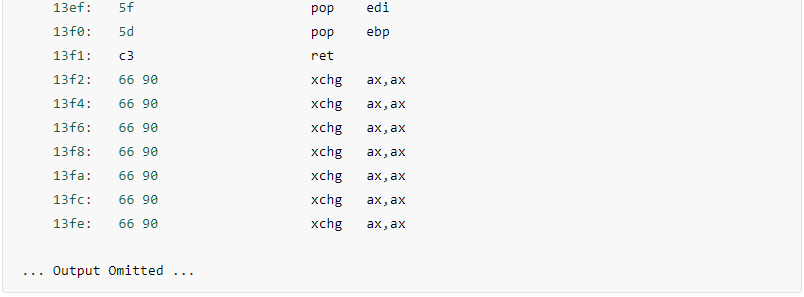 13ef: 5f pop edi
13f0: 5d pop ebp
13f1: c3 ret
13f2: 66 90 xchg ax,ax
13f4: 66 90 xchg ax,ax
13f6: 66 90 xchg ax,ax
13f8: 66 90 xchg ax,ax
13fa: 66 90 xchg ax,ax
13fc: 66 90 xchg ax,ax
13fe: 66 90 xchg ax,ax
... Output Omitted ...